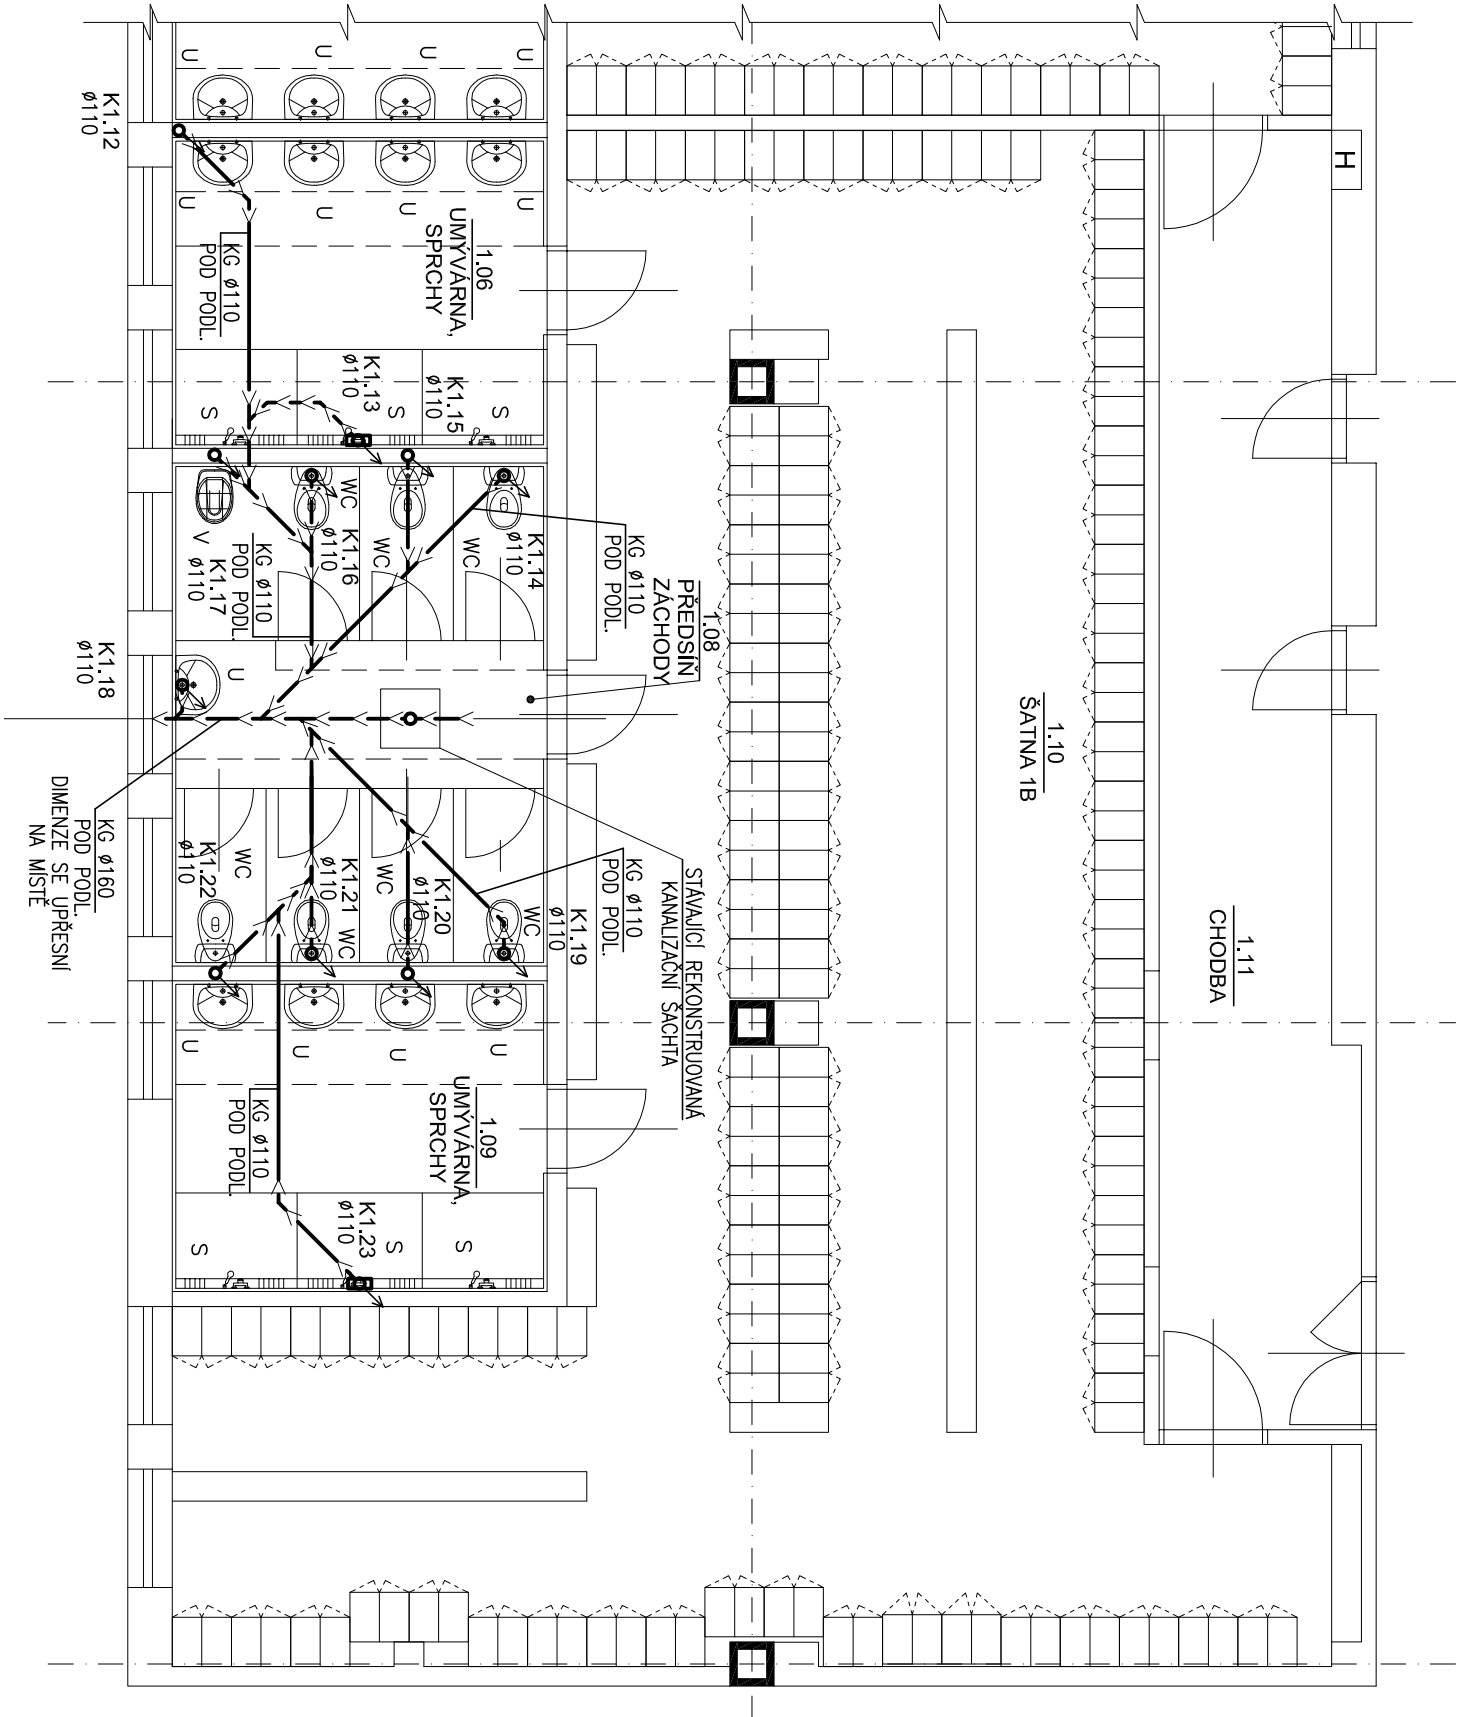 H
U
U
U
U
K1.12
ø110
U
U
U
U
1.06
UMÝVÁRNA,
SPRCHY
KG ø110
POD PODL.
K1.13
ø110
K1.15
ø110
S
S
S
WC
K1.16
ø110
WC
WC
K1.14
ø110
V
K1.17
ø110
KG ø110
POD PODL.
KG ø110
POD PODL.
1.08
PŘEDSÍŇ
ZÁCHODY
K1.18
ø110
U
1.10
ŠATNA 1B
1.11
CHODBA
KG ø160
POD PODL.
DIMENZE SE UPŘESNÍ
NA MÍSTĚ
WC
K1.22
ø110
K1.21
ø110
WC
WC
K1.20
ø110
WC
K1.19
ø110
KG ø110
POD PODL.
STÁVAJÍCÍ REKONSTRUOVANÁ
KANALIZAČNÍ ŠACHTA
U
U
U
U
1.09
UMÝVÁRNA,
SPRCHY
KG ø110
POD PODL.
K1.23
ø110
S
S
S